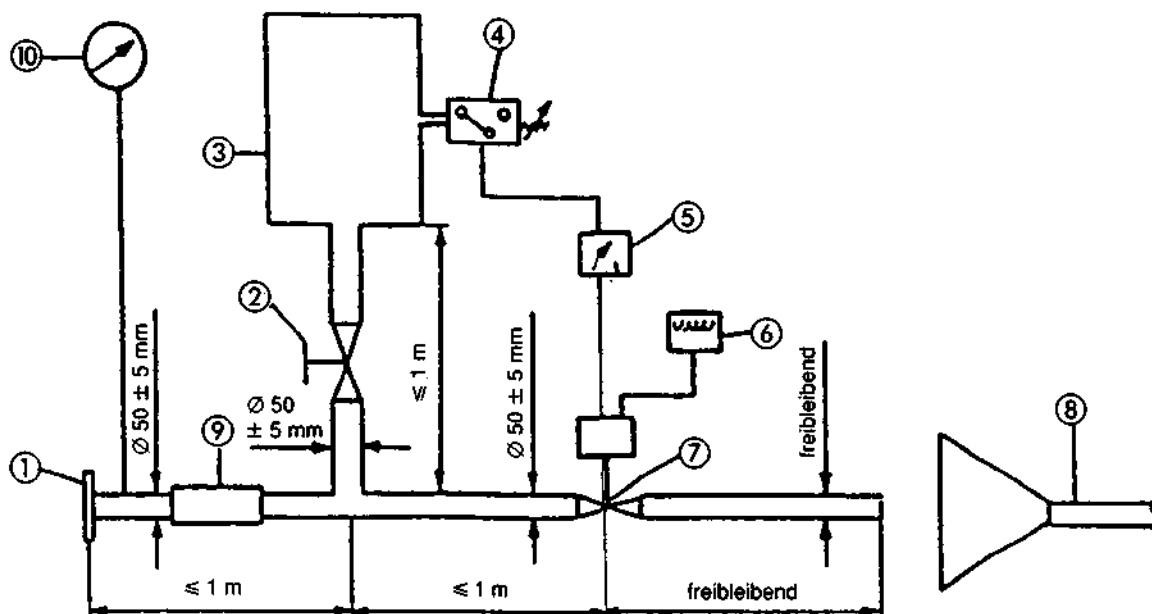 ④
⑩
③
⑤
②
⑥
Ø 50 ± 5 mm
≤ 1 m
Ø 50 ± 5 mm
freibleibend
Ø 50
± 5 mm
⑨
⑦
⑧
①
≤ 1 m
≤ 1 m
freibleibend